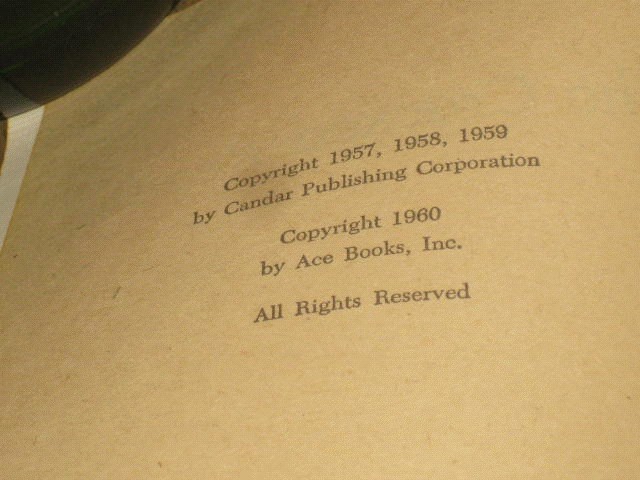 Copyright 1957, 1958, 1959
by Candar Publishing Corporation
Copyright 1960
by Ace Books, Inc.
All Rights Reserved